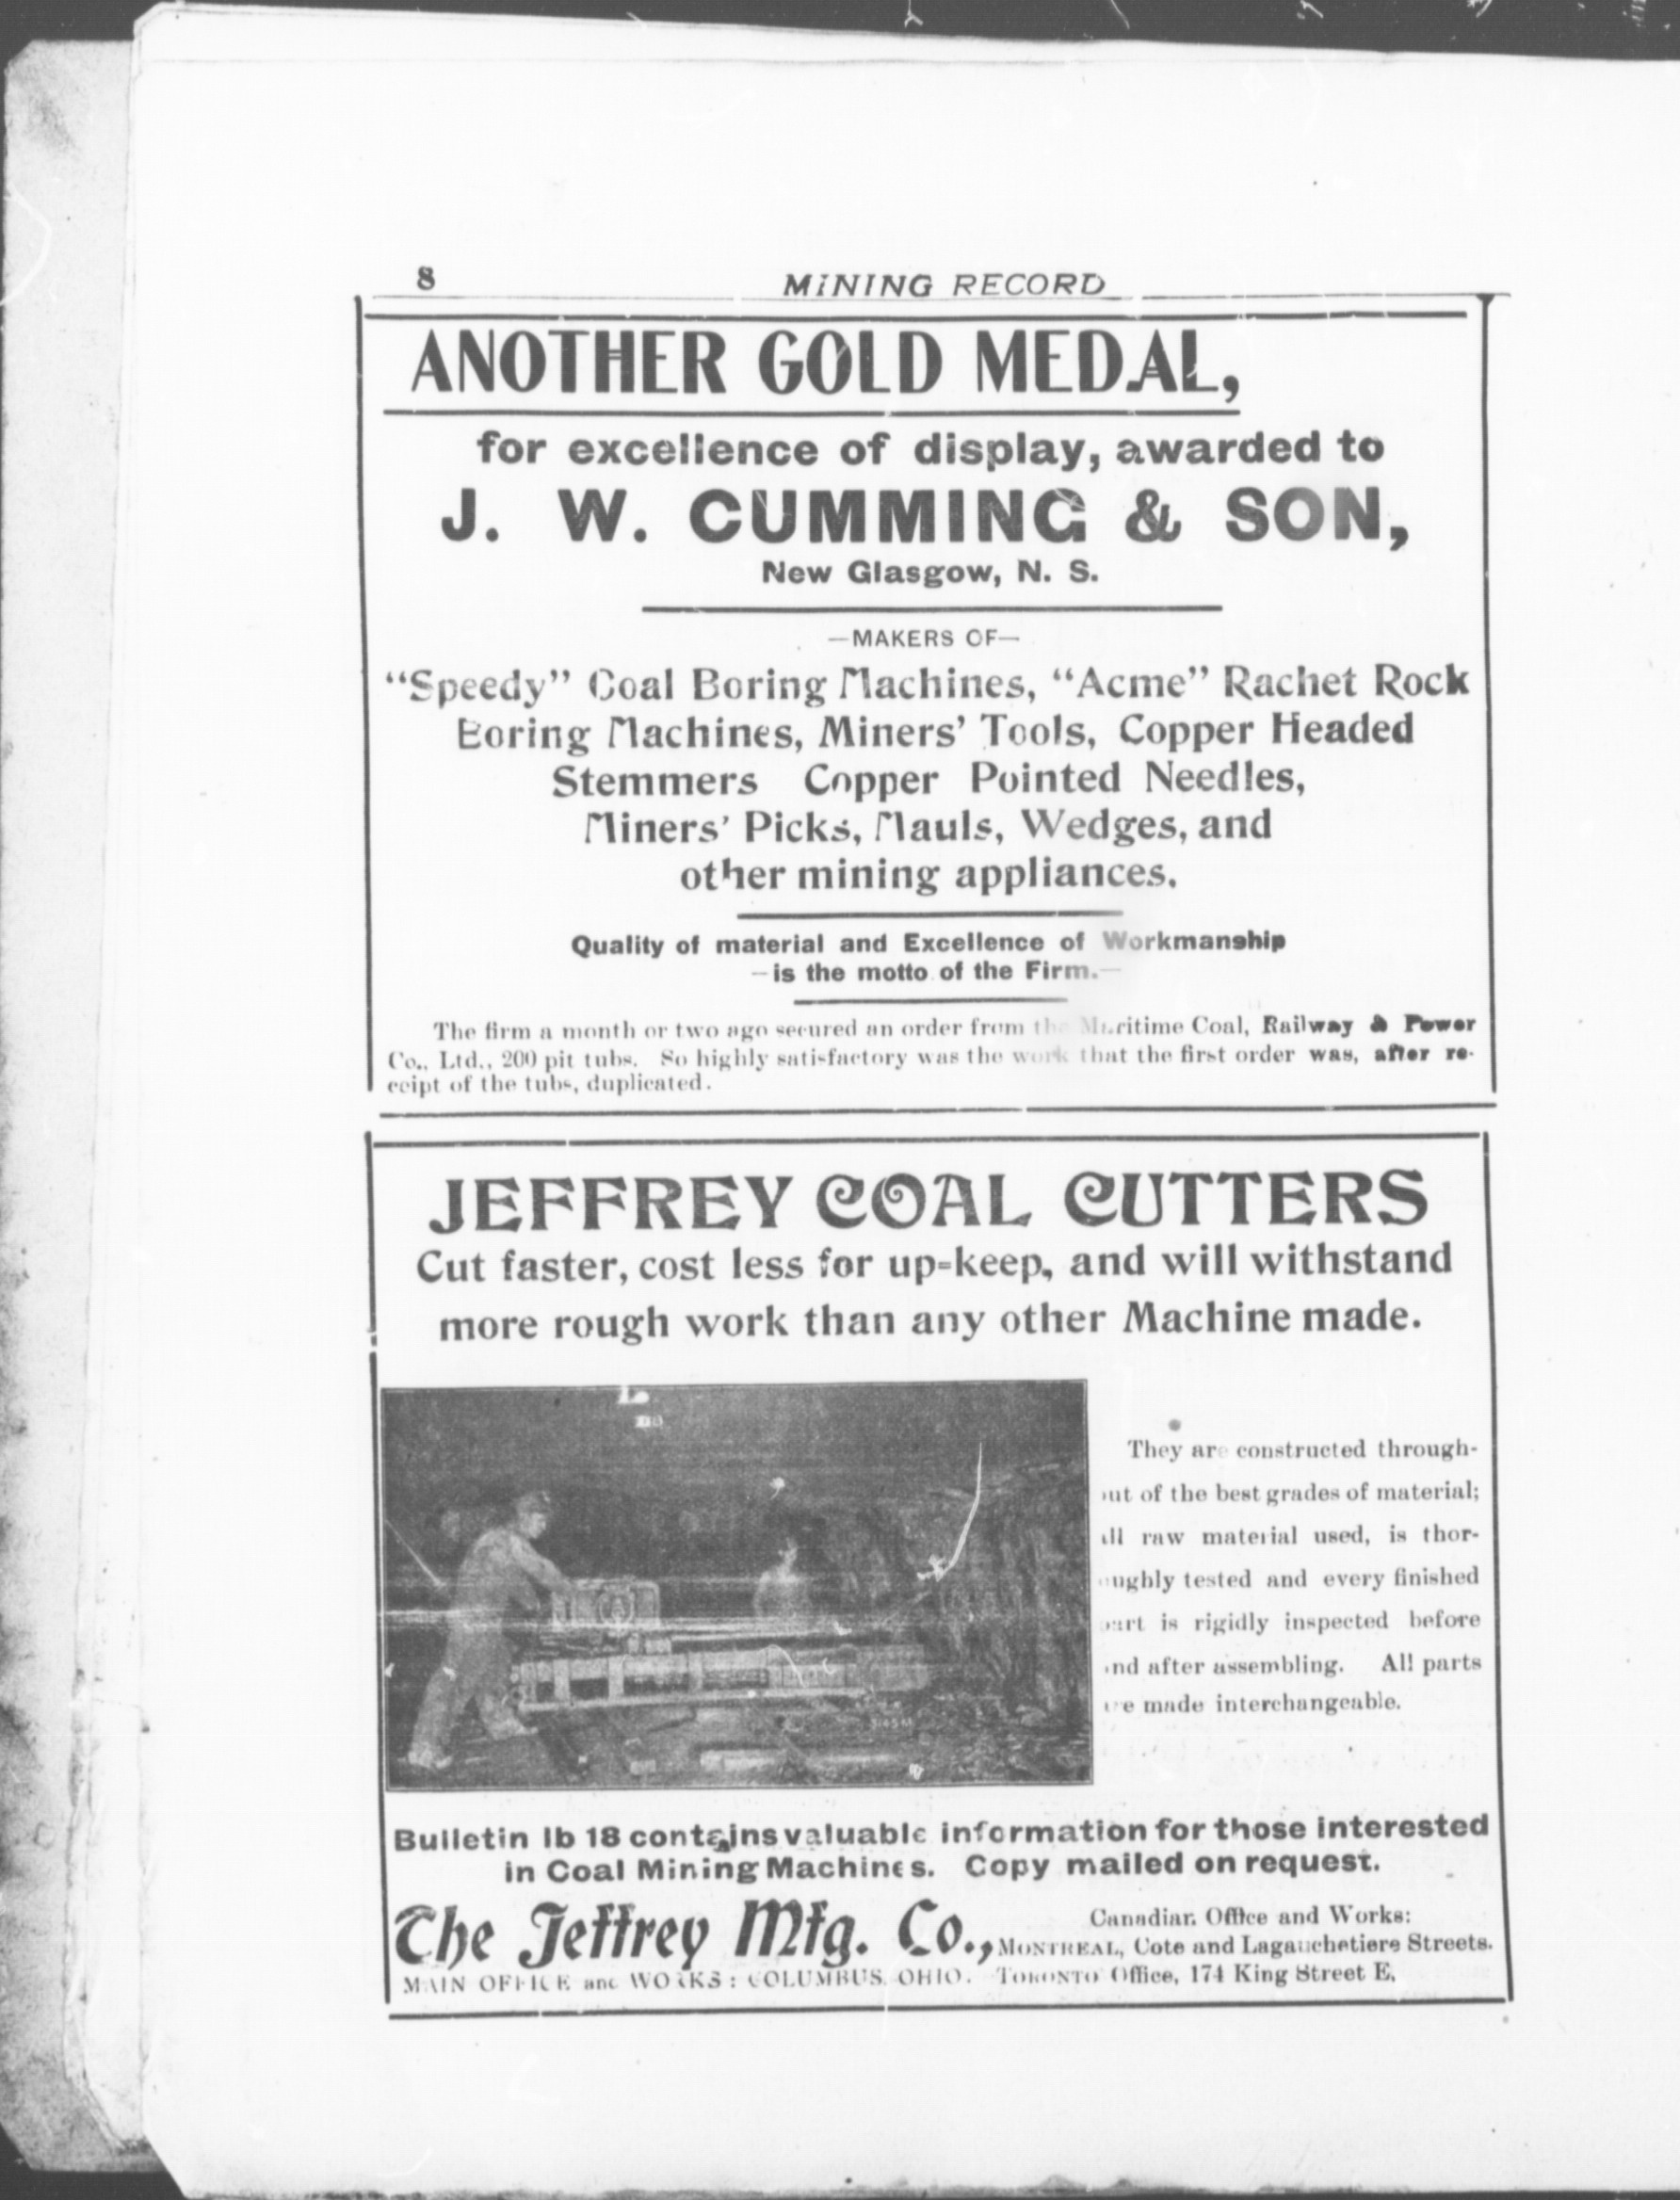 8
MINING RECORD
ANOTHER GOLD MEDAL,
for excellence of display, awarded to
J. W. CUMMING & SON,
New Glasgow, N. S.
—MAKERS OF—
“Speedy” Coal Boring Machines, “Acme” Rachet Rock
Boring Machines, Miners’ Tools, Copper Headed
Stemmers Copper Pointed Needles,
Miners’ Picks, Mauls, Wedges, and
other mining appliances.
Quality of material and Excellence of Workmanship
—is the motto of the Firm.—
The firm a month or two ago secured an order from the Maritime Coal, Railway & Power
Co., Ltd., 200 pit tubs. So highly satisfactory was the work that the first order was, after re-
ceipt of the tubs, duplicated.
JEFFREY COAL CUTTERS
Cut faster, cost less for up-keep, and will withstand
more rough work than any other Machine made.
They are constructed through-
out of the best grades of material;
all raw material used, is thor-
oughly tested and every finished
part is rigidly inspected before
and after assembling. All parts
are made interchangeable.
Bulletin Ib 18 contains valuable information for those interested
in Coal Mining Machines. Copy mailed on request.
The Jeffrey Mfg. Co.,
Canadian Office and Works:
MONTREAL, Cote and Lagauchetiere Streets.
MAIN OFFICE and WORKS: COLUMBUS, OHIO. TORONTO Office, 174 King Street E.